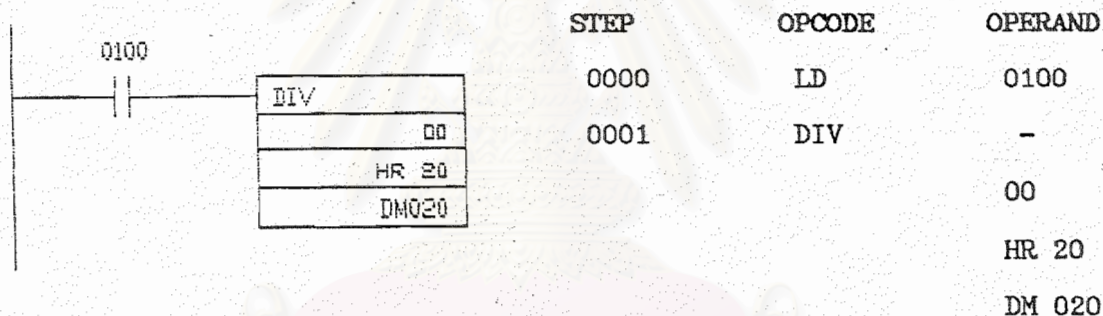 STEP OPCODE OPERAND
0100
0000 LD 0100
DIV
0001 DIV -
00
00
HR 20
HR 20
DM020
DM 020